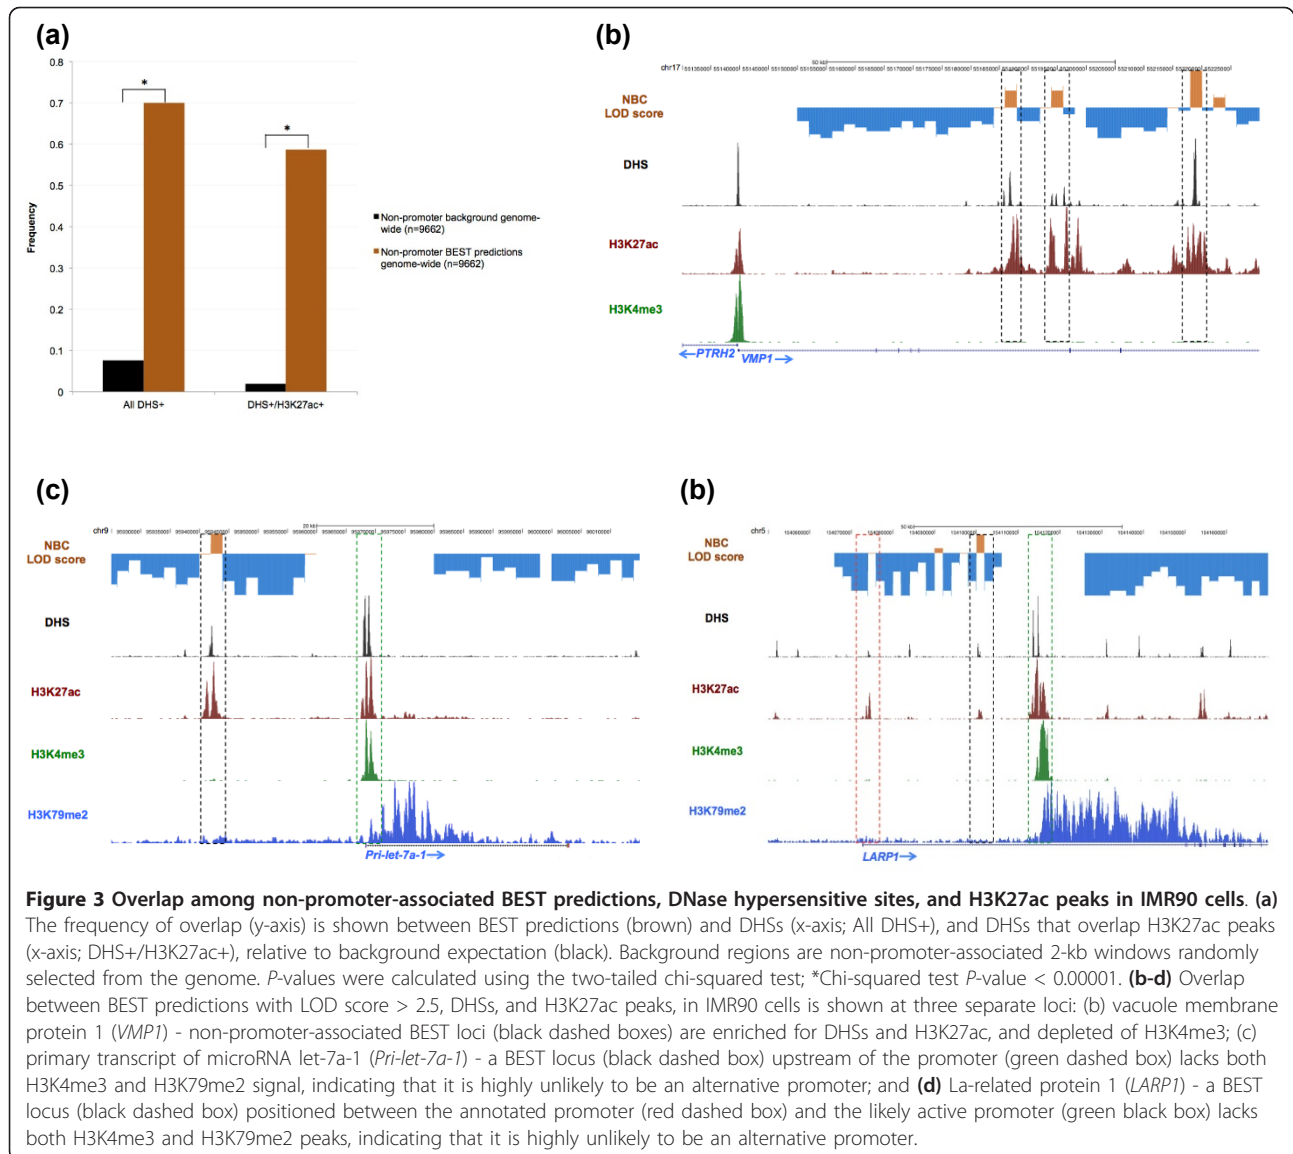 (a)
0.8
0.7
0.6
0.5
0.4
0.3
0.2
0.1
0
Frequency
*
*
All DHS+
DHS+/H3K27ac+
Non-promoter background genome-
wide (n=9662)
Non-promoter BEST predictions
genome-wide (n=9662)
(b)
50 kb
chr17
NBC
LOD score
DHS
H3K27ac
H3K4me3
PTRH2
VMP1
(c)
20 kb
chr9
NBC
LOD score
DHS
H3K27ac
H3K4me3
H3K79me2
Pri-let-7a-1
(b)
50 kb
chr5
NBC
LOD score
DHS
H3K27ac
H3K4me3
H3K79me2
LARP1
Figure 3 Overlap among non-promoter-associated BEST predictions, DNase hypersensitive sites, and H3K27ac peaks in IMR90 cells. (a)
The frequency of overlap (y-axis) is shown between BEST predictions (brown) and DHSs (x-axis; All DHS+), and DHSs that overlap H3K27ac peaks
(x-axis; DHS+/H3K27ac+), relative to background expectation (black). Background regions are non-promoter-associated 2-kb windows randomly
selected from the genome. P-values were calculated using the two-tailed chi-squared test; *Chi-squared test P-value < 0.00001. (b-d) Overlap
between BEST predictions with LOD score > 2.5, DHSs, and H3K27ac peaks, in IMR90 cells is shown at three separate loci: (b) vacuole membrane
protein 1 (VMP1) - non-promoter-associated BEST loci (black dashed boxes) are enriched for DHSs and H3K27ac, and depleted of H3K4me3; (c)
primary transcript of microRNA let-7a-1 (Pri-let-7a-1) - a BEST locus (black dashed box) upstream of the promoter (green dashed box) lacks both
H3K4me3 and H3K79me2 signal, indicating that it is highly unlikely to be an alternative promoter; and (d) La-related protein 1 (LARP1) - a BEST
locus (black dashed box) positioned between the annotated promoter (red dashed box) and the likely active promoter (green black box) lacks
both H3K4me3 and H3K79me2 peaks, indicating that it is highly unlikely to be an alternative promoter.